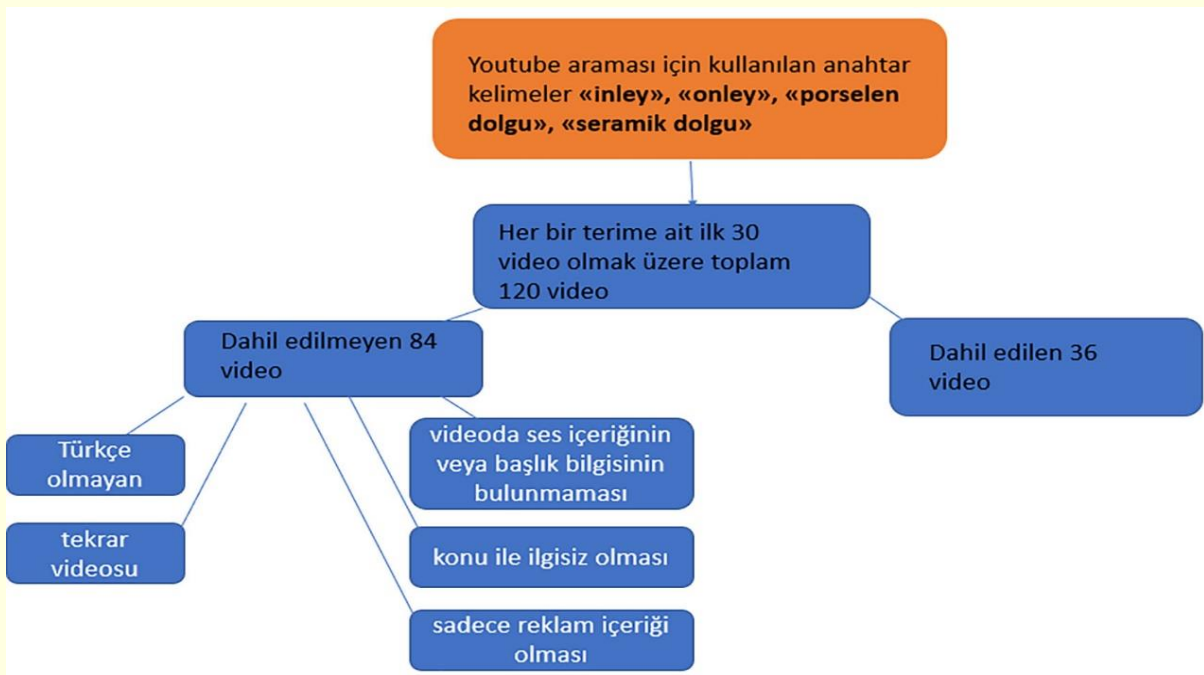 Youtube araması için kullanılan anahtar
kelimeler «inley», «onley», «porselen
dolgu», «seramik dolgu»
Her bir terime ait ilk 30
video olmak üzere toplam
120 video
Dahil edilmeyen 84
video
Dahil edilen 36
video
Türkçe
olmayan
videoda ses içeriğinin
veya başlık bilgisinin
bulunmaması
tekrar
videosu
konu ile ilgisiz olması
sadece reklam içeriği
olması